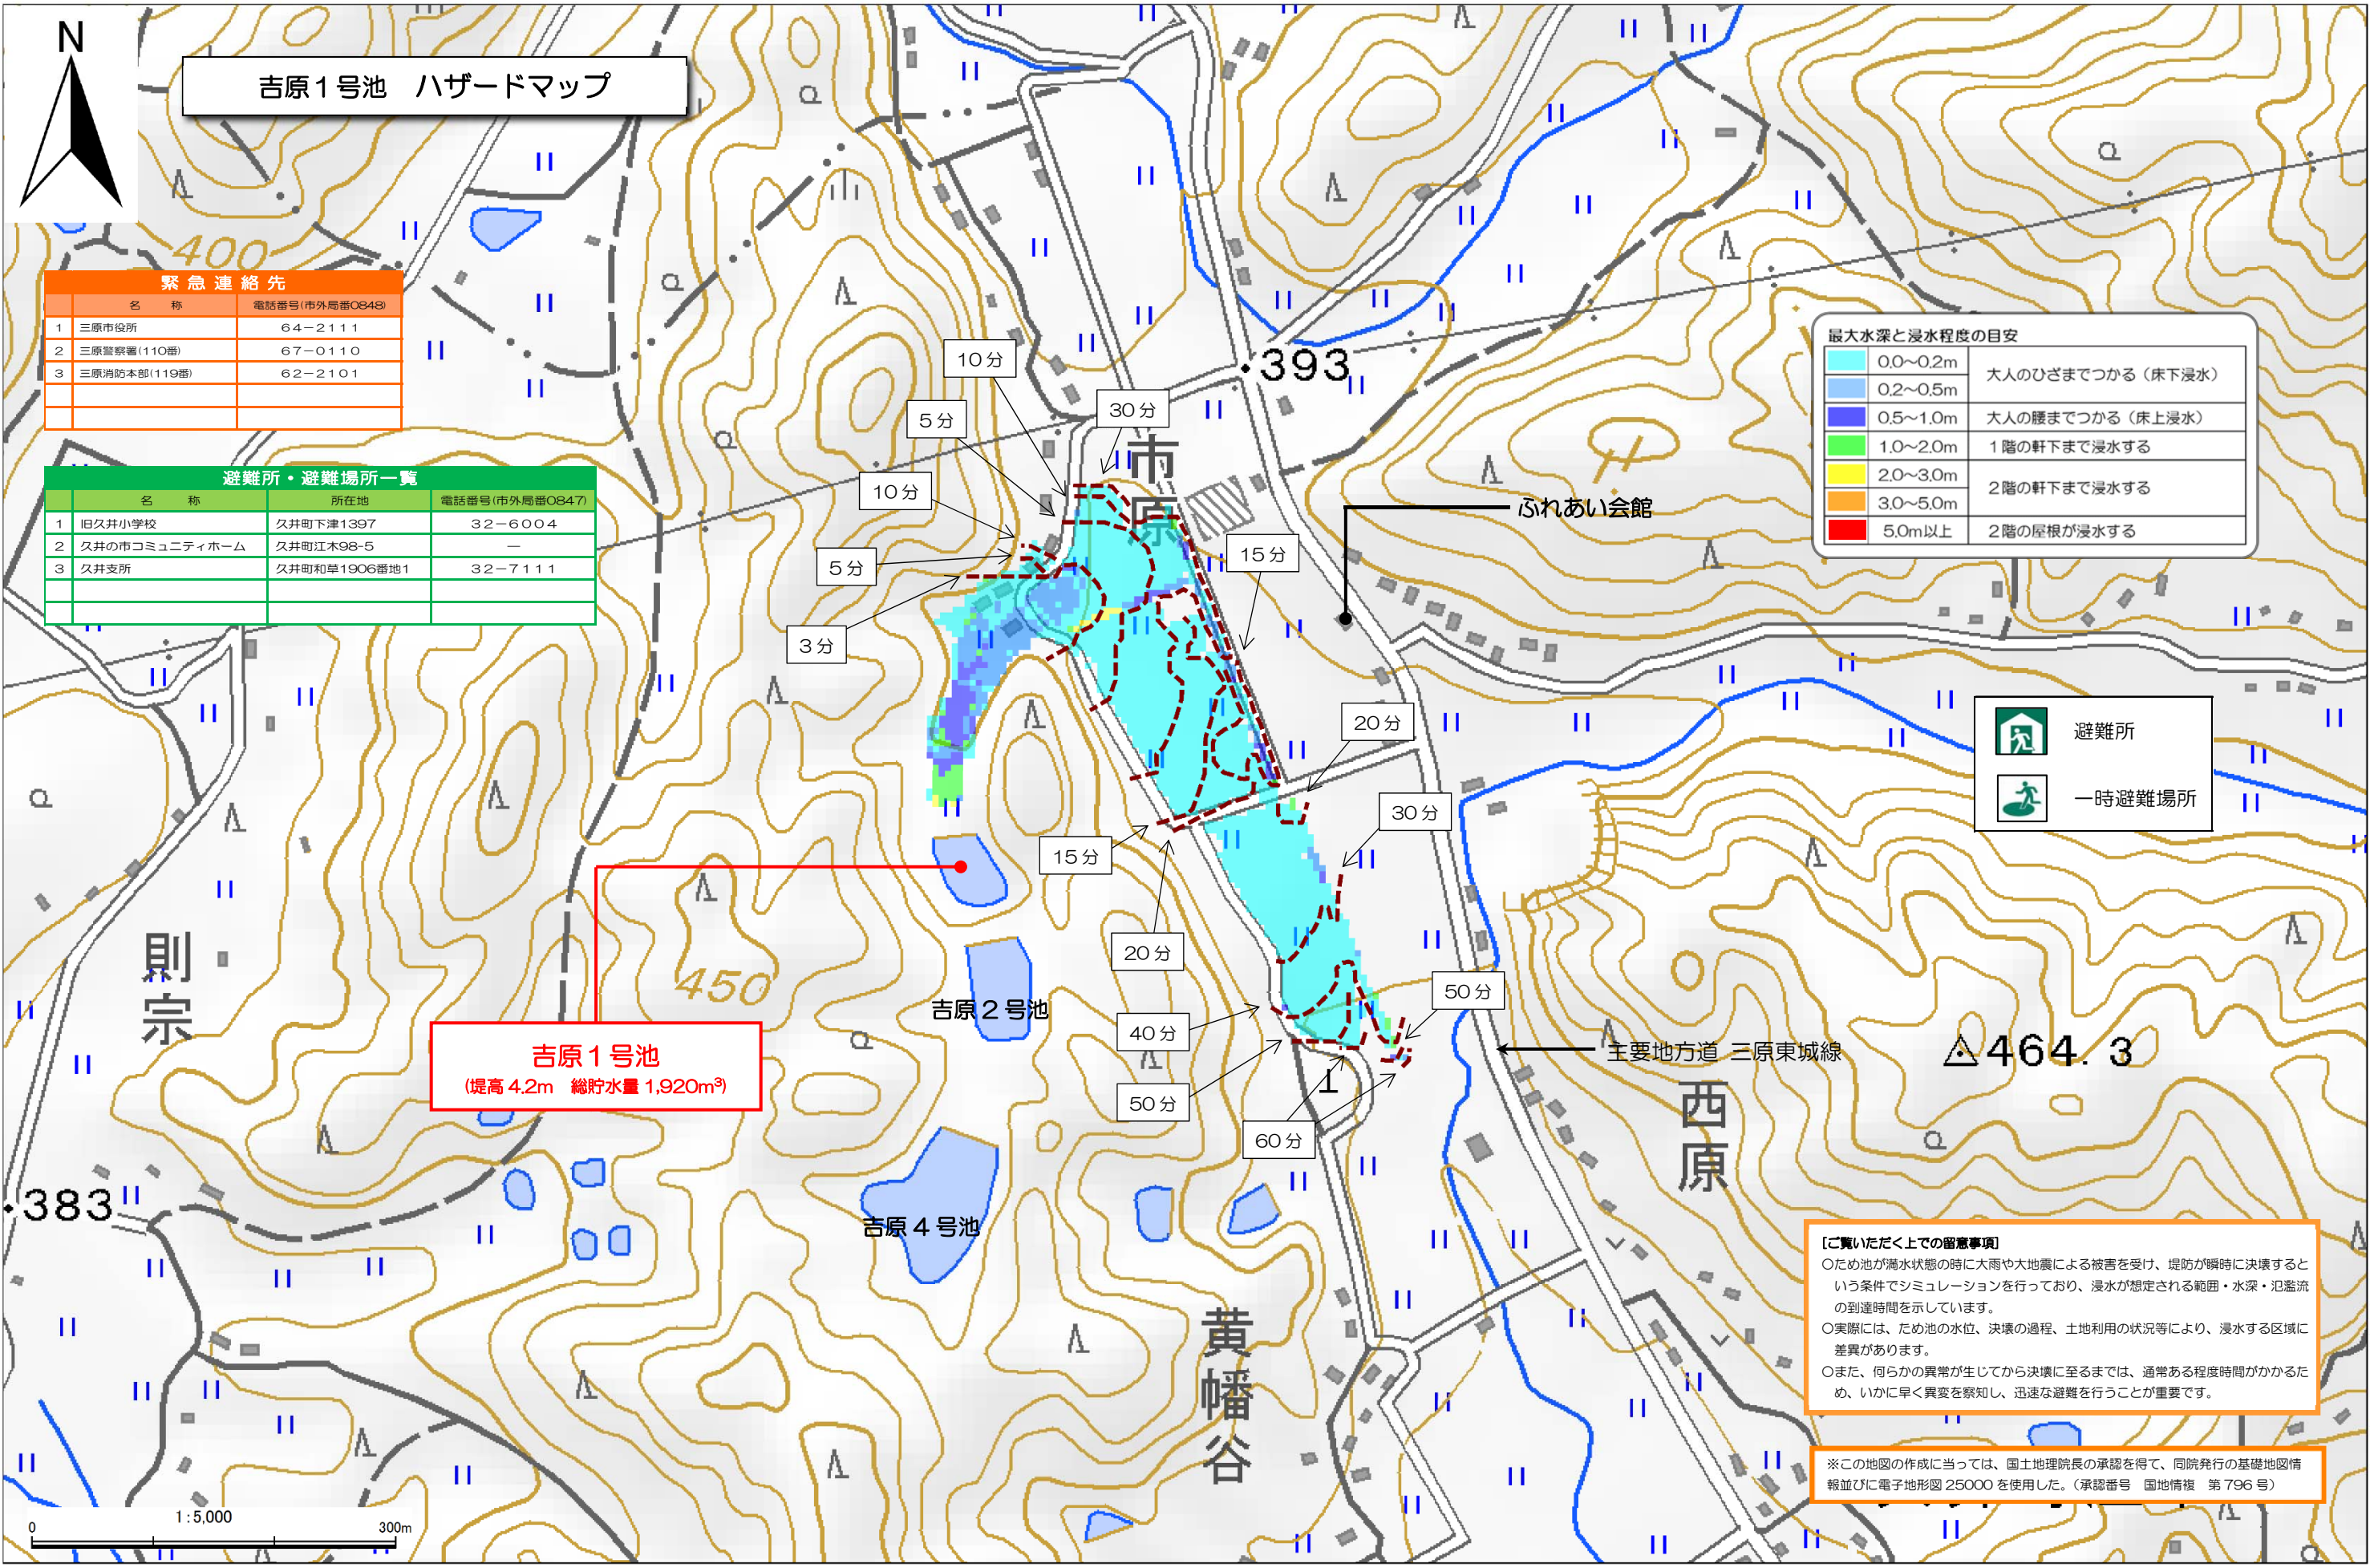 N
吉原１号池　ハザードマップ
緊急連絡先
名　称　電話番号(市外局番0848)
1　三原市役所　64－2111
2　三原警察署(110番)　67－0110
3　三原消防本部(119番)　62－2101
避難所・避難場所一覧
名　称　所在地　電話番号(市外局番0847)
1　旧久井小学校　久井町下津1397　32－6004
2　久井の市コミュニティホーム　久井町江木98-5　―
3　久井支所　久井町和草1906番地1　32－7111
最大水深と浸水程度の目安
0.0～0.2m　大人のひざまでつかる（床下浸水）
0.2～0.5m
0.5～1.0m　大人の腰までつかる（床上浸水）
1.0～2.0m　１階の軒下まで浸水する
2.0～3.0m　２階の軒下まで浸水する
3.0～5.0m
5.0m以上　２階の屋根が浸水する
避難所
一時避難場所
400
393
10分
5分
30分
市原
10分
5分
3分
15分
ふれあい会館
20分
30分
15分
20分
50分
40分
50分
60分
則宗
450
吉原２号池
吉原１号池
(堤高 4.2m　総貯水量 1,920m³)
主要地方道 三原東城線
464.3
西原
383
吉原４号池
黄幡谷
[ご覧いただく上での留意事項]
○ため池が満水状態の時に大雨や大地震による被害を受け、堤防が瞬時に決壊すると
いう条件でシミュレーションを行っており、浸水が想定される範囲・水深・氾濫流
の到達時間を示しています。
○実際には、ため池の水位、決壊の過程、土地利用の状況等により、浸水する区域に
差異があります。
○また、何らかの異常が生じてから決壊に至るまでは、通常ある程度時間がかかるた
め、いかに早く異変を察知し、迅速な避難を行うことが重要です。
※この地図の作成に当っては、国土地理院長の承認を得て、同院発行の基礎地図情
報並びに電子地形図 25000 を使用した。（承認番号　国地情複　第 796 号）
1:5,000
0　300m